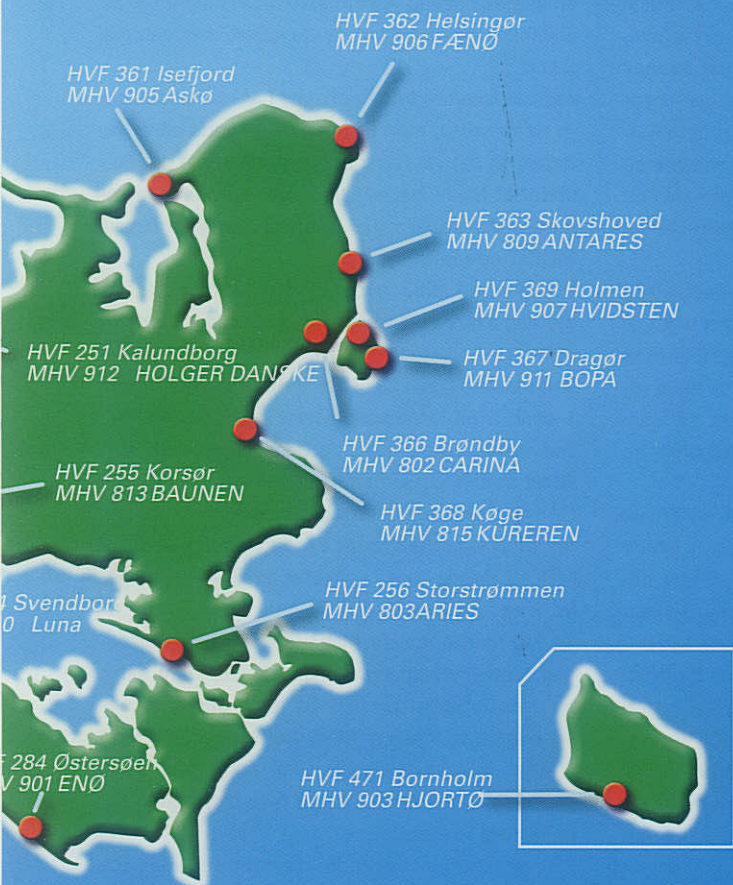 HVF 362 Helsingør
MHV 906 FÆNØ
HVF 361 Isefjord
MHV 905 Askø
HVF 363 Skovshoved
MHV 809 ANTARES
HVF 369 Holmen
MHV 907 HVIDSTEN
HVF 251 Kalundborg
MHV 912 HOLGER DANSKE
HVF 367 Dragør
MHV 911 BOPA
HVF 366 Brøndby
MHV 802 CARINA
HVF 255 Korsør
MHV 813 BAUNEN
HVF 368 Køge
MHV 815 KUREREN
HVF 256 Storstrømmen
MHV 803 ARIES
4 Svendborg
0 Luna
F 284 Østersøen
V 901 ENØ
HVF 471 Bornholm
MHV 903 HJORTØ